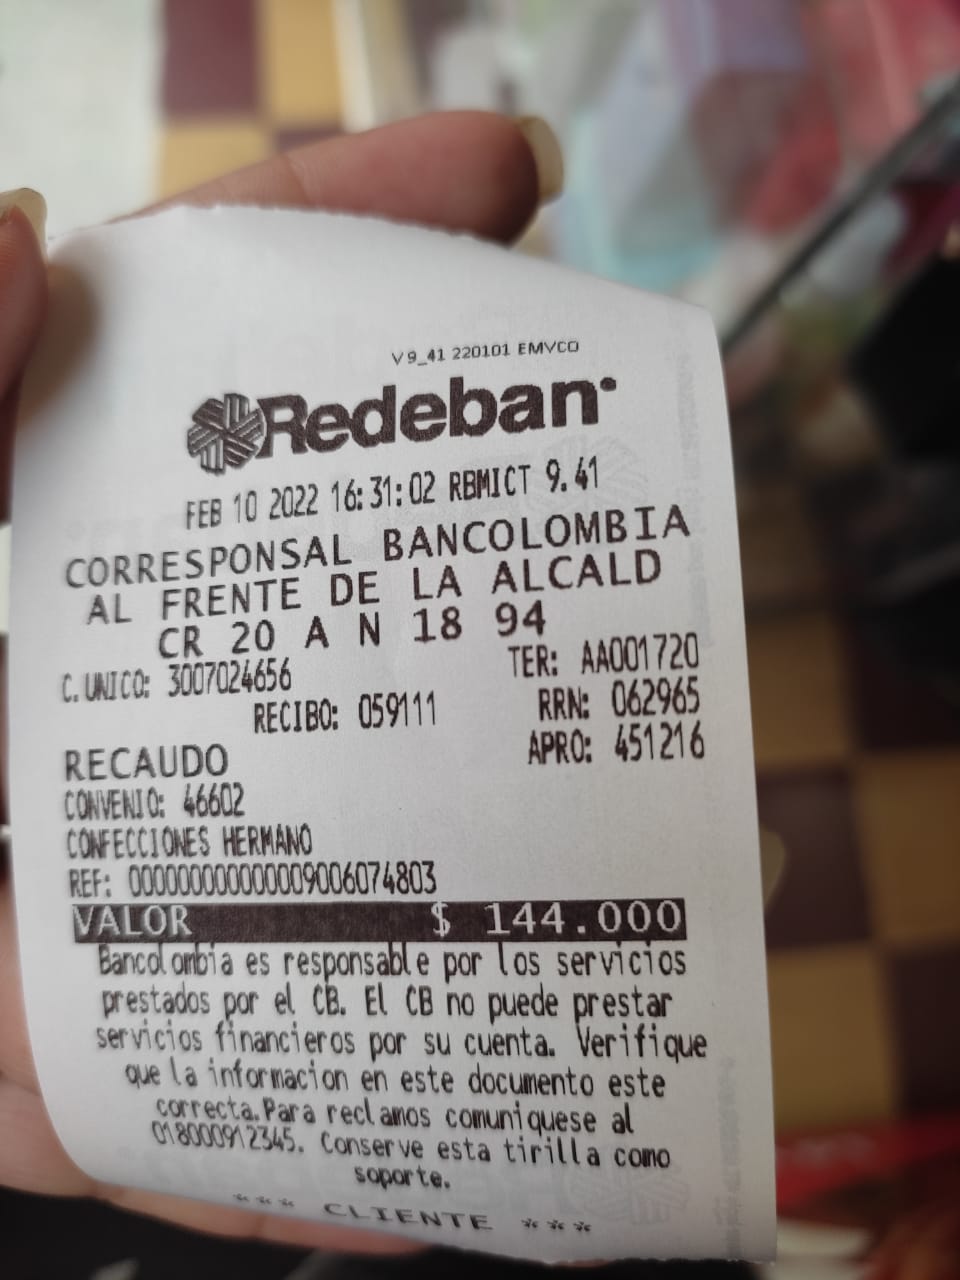 V9_41 220101 EMVCO
Redeban
FEB 10 2022 16:31:02 RBMICT 9.41
CORRESPONSAL BANCOLOMBIA
AL FRENTE DE LA ALCALD
CR 20 A N 18 94
C. UNICO: 3007024656 TER: AA001720
RECIBO: 059111 RRN: 062965
RECAUDO APRO: 451216
CONVENIO: 46602
CONFECCIONES HERMANO
REF: 000000000000009006074803
VALOR $ 144.000
Bancolombia es responsable por los servicios
prestados por el CB. El CB no puede prestar
servicios financieros por su cuenta. Verifique
que la informacion en este documento este
correcta.Para reclamos comuniquese al
018000912345. Conserve esta tirilla como
soporte.
*** CLIENTE ***